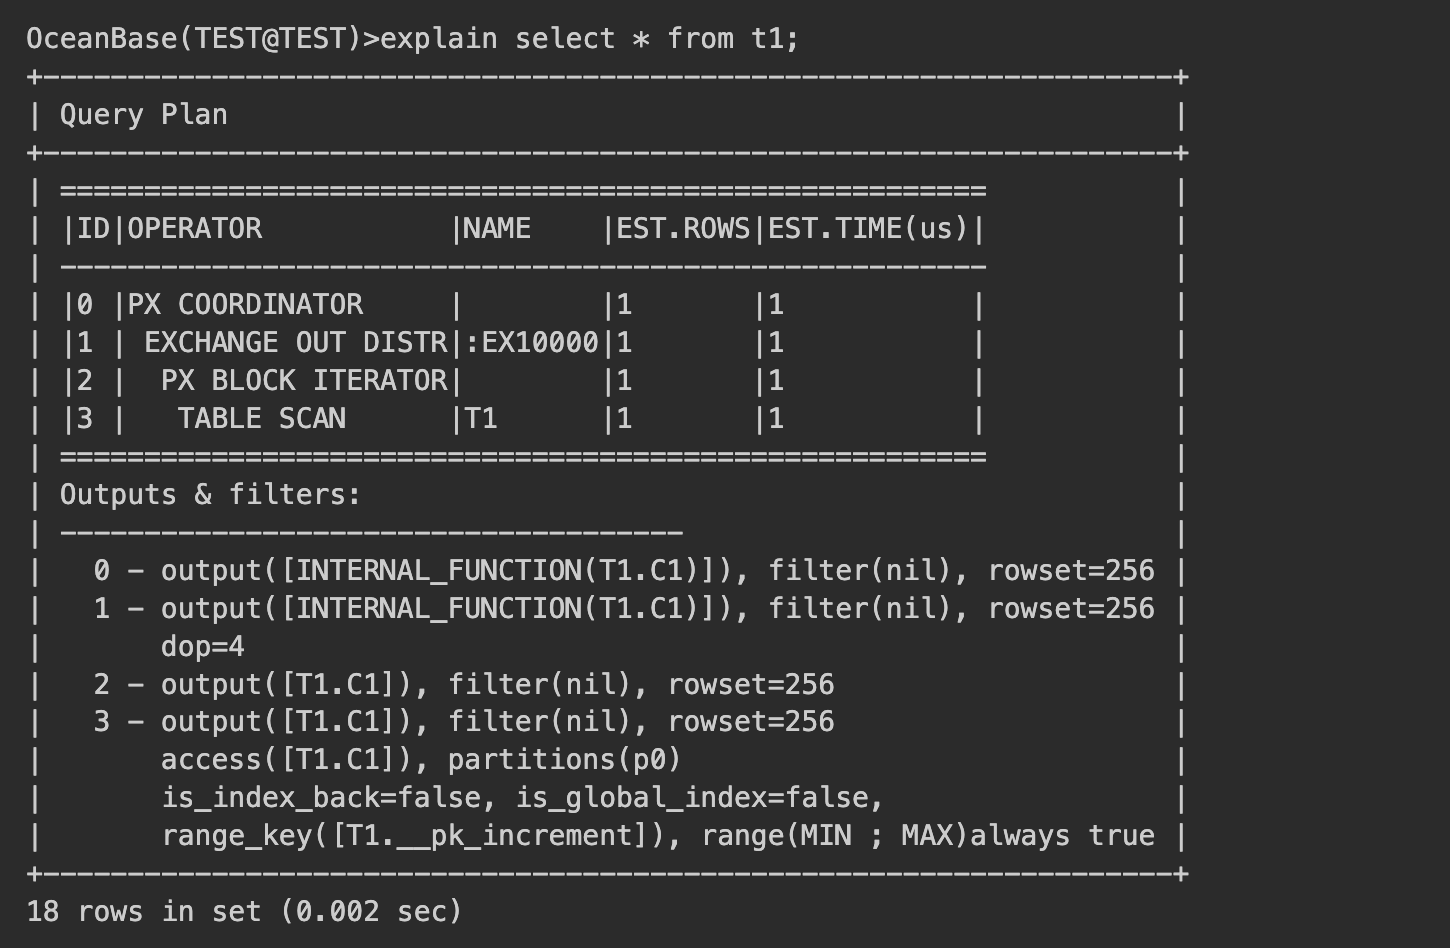 OceanBase(TEST@TEST)>explain select * from t1;
+-------------------------------------------------------------------+
| Query Plan                                                        |
+-------------------------------------------------------------------+
| =======================================================           |
| |ID|OPERATOR           |NAME    |EST.ROWS|EST.TIME(us)|           |
| -------------------------------------------------------           |
| |0 |PX COORDINATOR     |        |1       |1           |           |
| |1 | EXCHANGE OUT DISTR|:EX10000|1       |1           |           |
| |2 |  PX BLOCK ITERATOR|        |1       |1           |           |
| |3 |   TABLE SCAN      |T1      |1       |1           |           |
| =======================================================           |
| Outputs & filters:                                                |
| -------------------------------------                             |
|   0 - output([INTERNAL_FUNCTION(T1.C1)]), filter(nil), rowset=256 |
|   1 - output([INTERNAL_FUNCTION(T1.C1)]), filter(nil), rowset=256 |
|       dop=4                                                       |
|   2 - output([T1.C1]), filter(nil), rowset=256                    |
|   3 - output([T1.C1]), filter(nil), rowset=256                    |
|       access([T1.C1]), partitions(p0)                             |
|       is_index_back=false, is_global_index=false,                 |
|       range_key([T1.__pk_increment]), range(MIN ; MAX)always true |
+-------------------------------------------------------------------+
18 rows in set (0.002 sec)